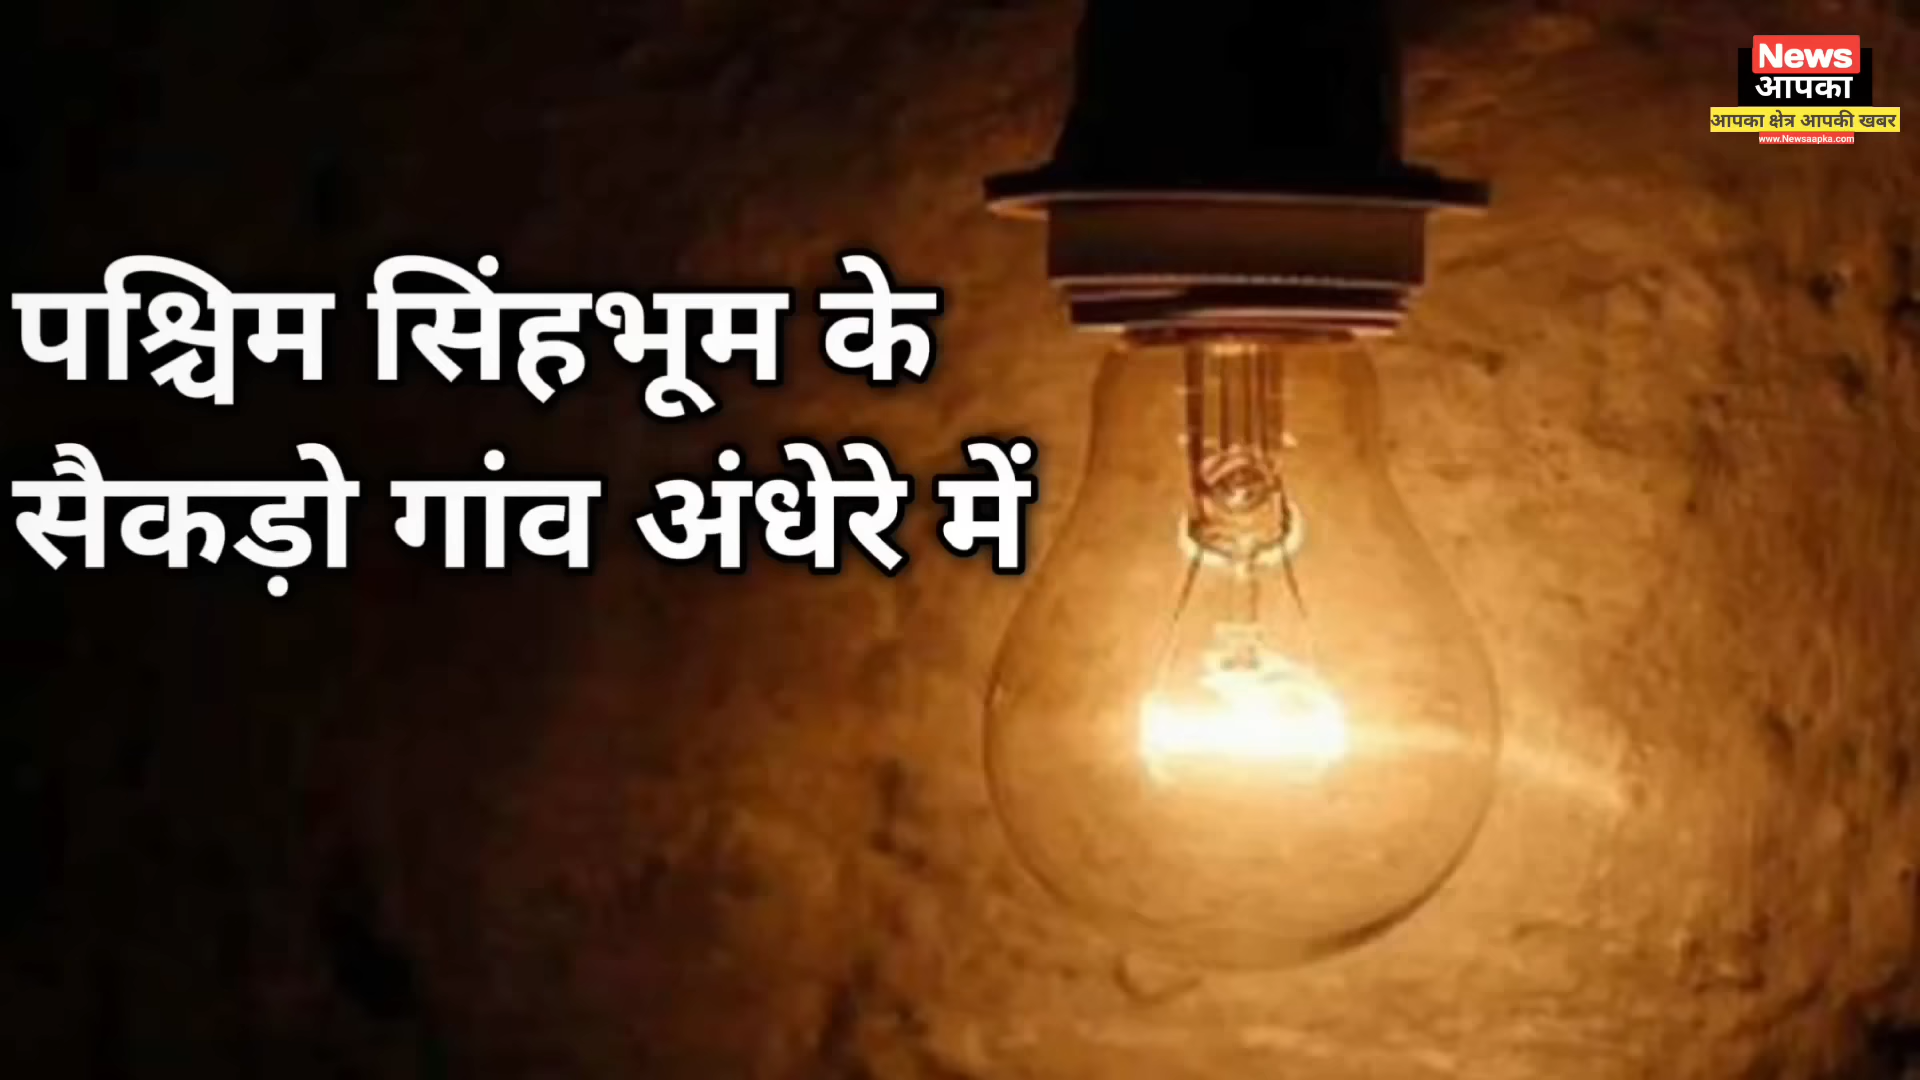 News
आपका
आपका क्षेत्र आपकी खबर
www.Newsaapka.com
पश्चिम सिंहभूम के
सैकड़ो गांव अंधेरे में